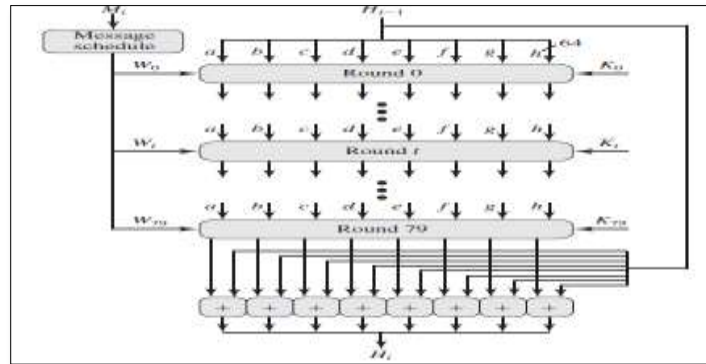 M_i H_{i-1}
Message
schedule
a b c d e f g h 64
W_0 Round 0 K_0
a b c d e f g h
W_t Round t K_t
a b c d e f g h
W_79 Round 79 K_79
+ + + + + + + +
H_i